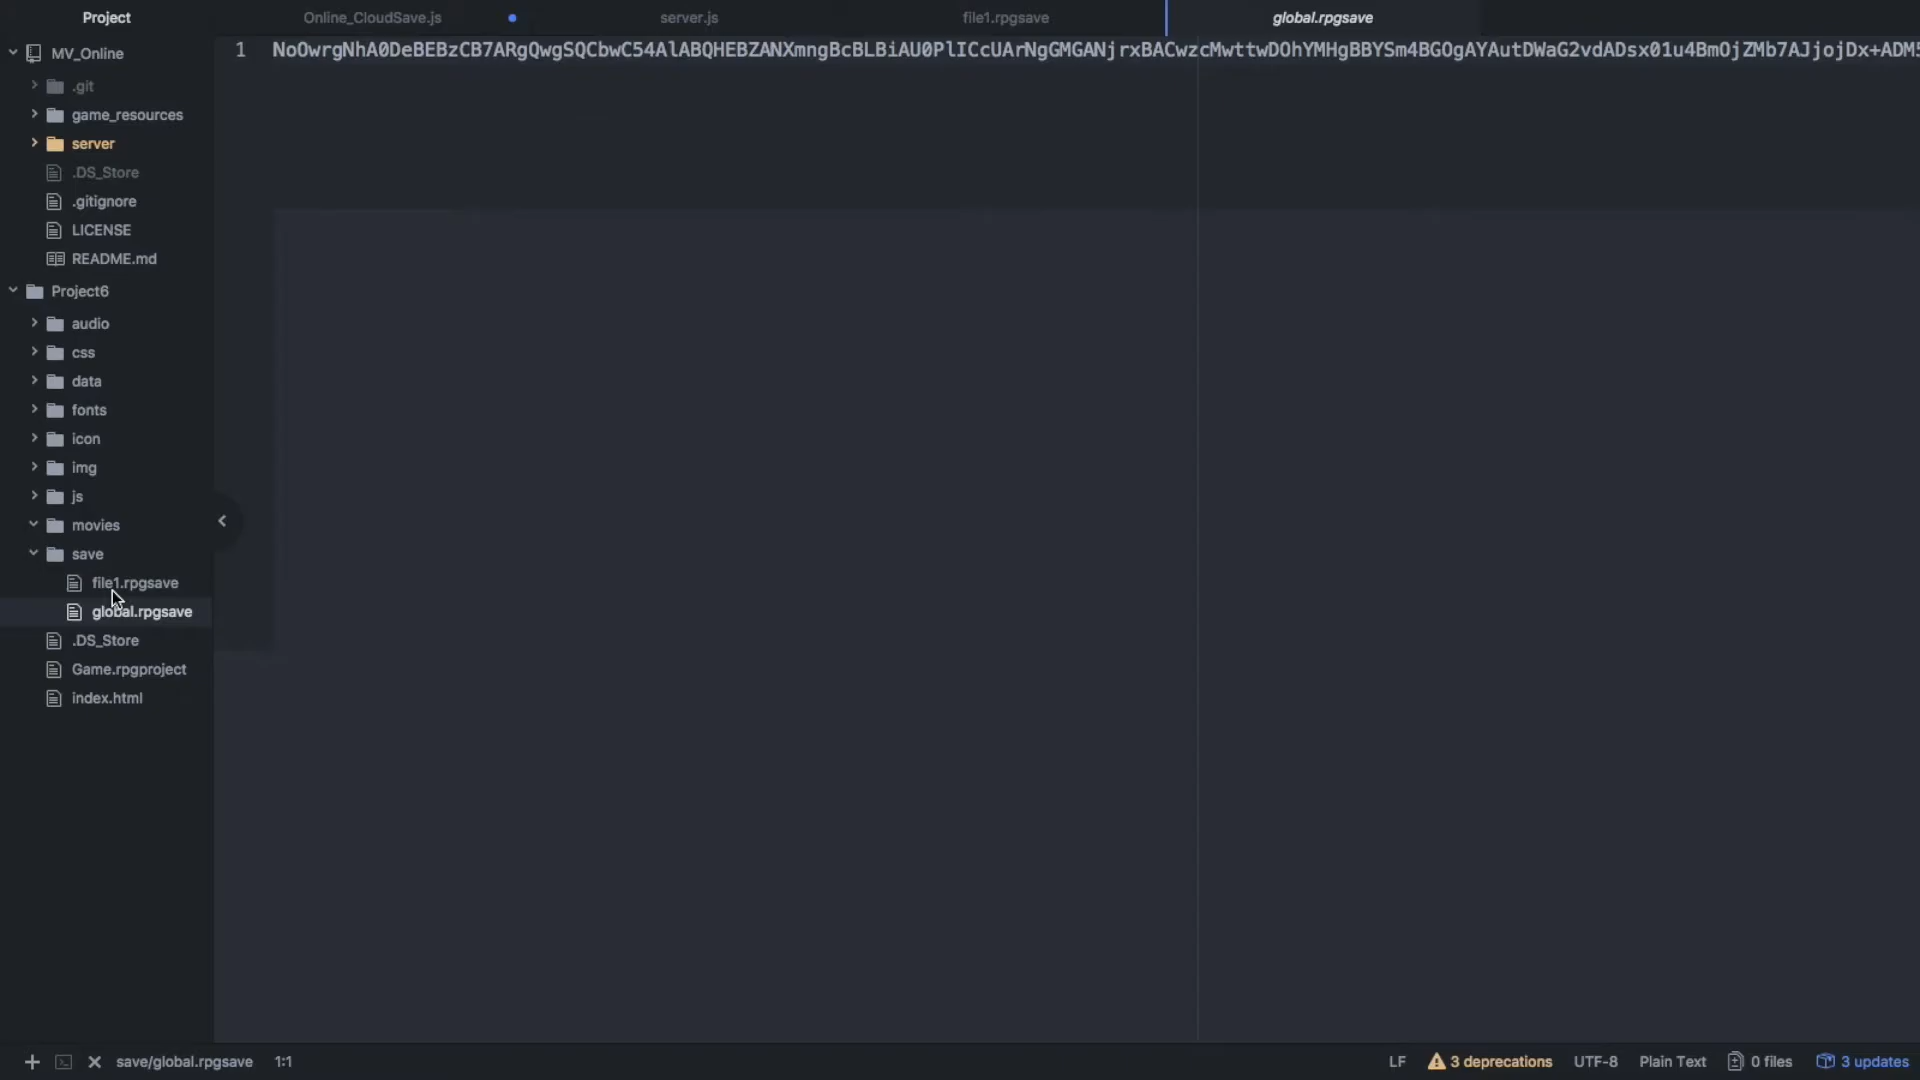 Project
Online_CloudSave.js
server.js
file1.rpgsave
global.rpgsave
MV_Online
.git
game_resources
server
.DS_Store
.gitignore
LICENSE
README.md
Project6
audio
css
data
fonts
icon
img
js
movies
save
file1.rpgsave
global.rpgsave
.DS_Store
Game.rpgproject
index.html
1 NoOwrgNhA0DeBEBzCB7ARgQwgSQCbwC54AlABQHEBZANXmngBcBLBiAU0PlICcUArNgGMGANjrxBACwzcMwttwDOhYMHgBBYSm4BGOgAYAutDWaG2vdADsx01u4BmOjZMb7AJjojDx+ADM5
save/global.rpgsave 1:1
LF 3 deprecations UTF-8 Plain Text 0 files 3 updates